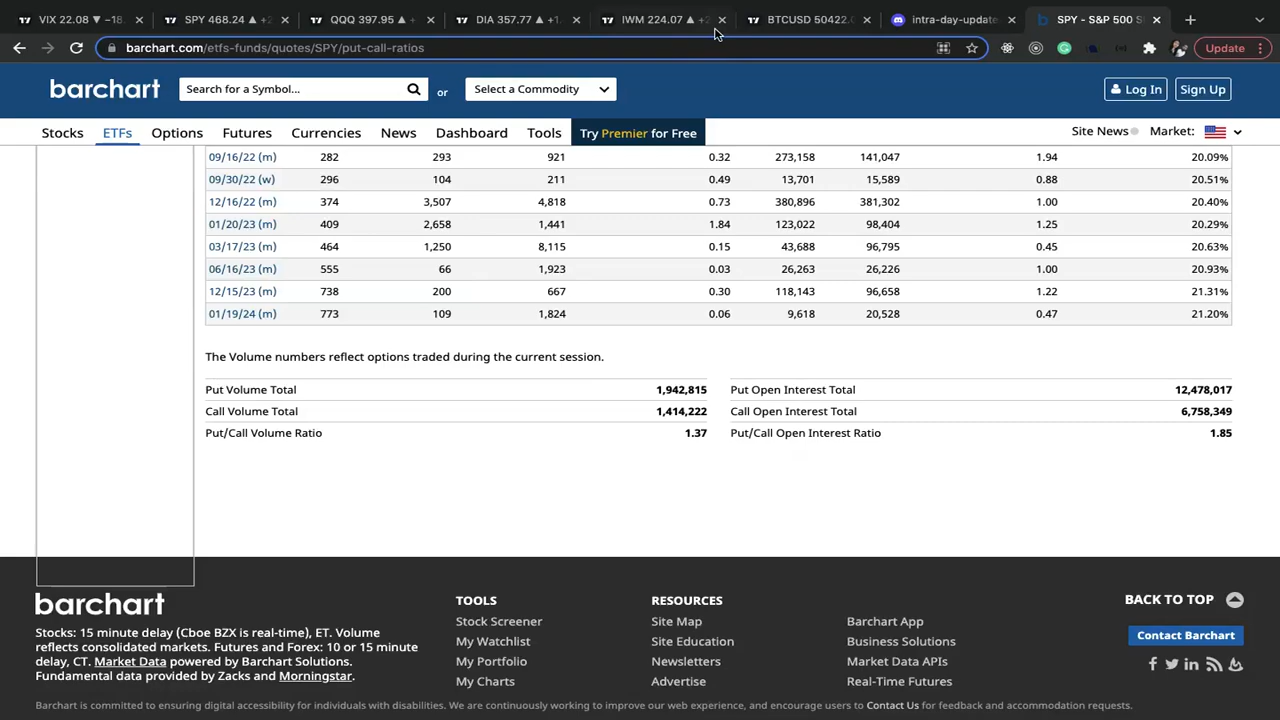 VIX 22.08 ▼ −18. SPY 468.24 ▲ +2 QQQ 397.95 ▲ + DIA 357.77 ▲ +1. IWM 224.07 ▲ +2 BTCUSD 50422. intra-day-update SPY - S&P 500 S
barchart.com/etfs-funds/quotes/SPY/put-call-ratios Update
barchart Search for a Symbol... or Select a Commodity Log In Sign Up
Stocks ETFs Options Futures Currencies News Dashboard Tools Try Premier for Free Site News Market:
09/16/22 (m) 282 293 921 0.32 273,158 141,047 1.94 20.09%
09/30/22 (w) 296 104 211 0.49 13,701 15,589 0.88 20.51%
12/16/22 (m) 374 3,507 4,818 0.73 380,896 381,302 1.00 20.40%
01/20/23 (m) 409 2,658 1,441 1.84 123,022 98,404 1.25 20.29%
03/17/23 (m) 464 1,250 8,115 0.15 43,688 96,795 0.45 20.63%
06/16/23 (m) 555 66 1,923 0.03 26,263 26,226 1.00 20.93%
12/15/23 (m) 738 200 667 0.30 118,143 96,658 1.22 21.31%
01/19/24 (m) 773 109 1,824 0.06 9,618 20,528 0.47 21.20%
The Volume numbers reflect options traded during the current session.
Put Volume Total 1,942,815 Put Open Interest Total 12,478,017
Call Volume Total 1,414,222 Call Open Interest Total 6,758,349
Put/Call Volume Ratio 1.37 Put/Call Open Interest Ratio 1.85
barchart TOOLS RESOURCES BACK TO TOP
Stocks: 15 minute delay (Cboe BZX is real-time), ET. Volume
reflects consolidated markets. Futures and Forex: 10 or 15 minute
delay, CT. Market Data powered by Barchart Solutions.
Fundamental data provided by Zacks and Morningstar.
Stock Screener Site Map Barchart App
My Watchlist Site Education Business Solutions Contact Barchart
My Portfolio Newsletters Market Data APIs
My Charts Advertise Real-Time Futures
Barchart is committed to ensuring digital accessibility for individuals with disabilities. We are continuously working to improve our web experience, and encourage users to Contact Us for feedback and accommodation requests.